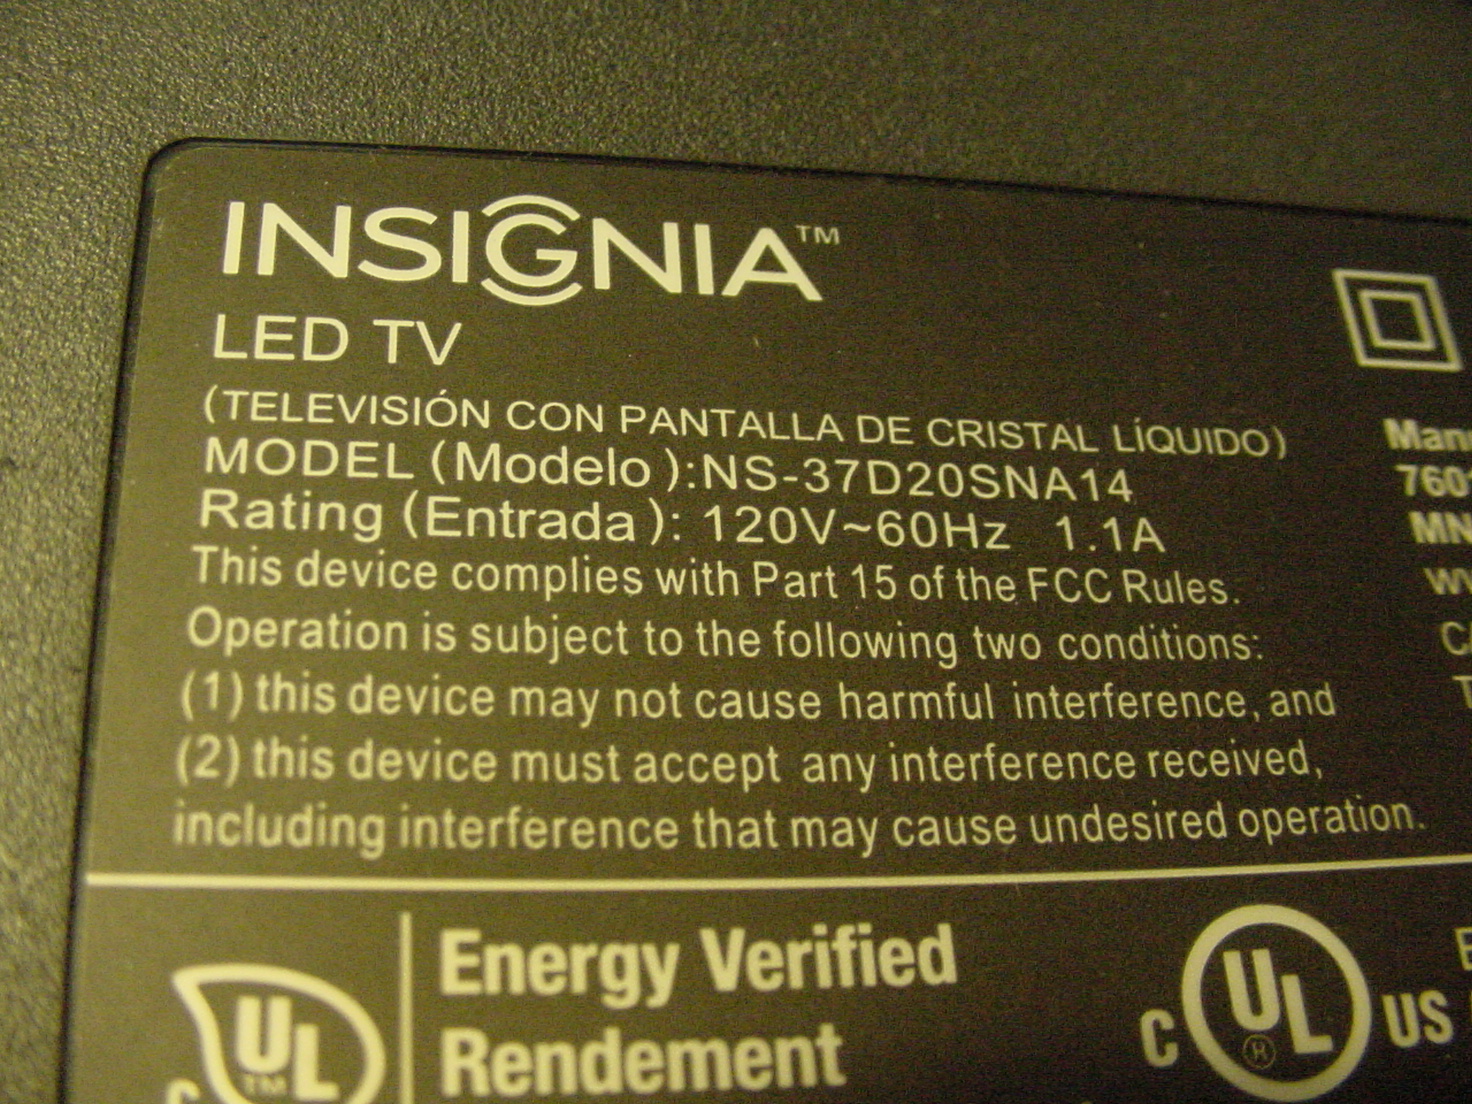 INSIGNIA™
LED TV
(TELEVISIÓN CON PANTALLA DE CRISTAL LÍQUIDO)
MODEL (Modelo ):NS-37D20SNA14
Rating (Entrada ): 120V~60Hz 1.1A
This device complies with Part 15 of the FCC Rules.
Operation is subject to the following two conditions:
(1) this device may not cause harmful interference, and
(2) this device must accept any interference received,
including interference that may cause undesired operation.
760
MN
Energy Verified
Rendement
C UL TM
C UL ® US